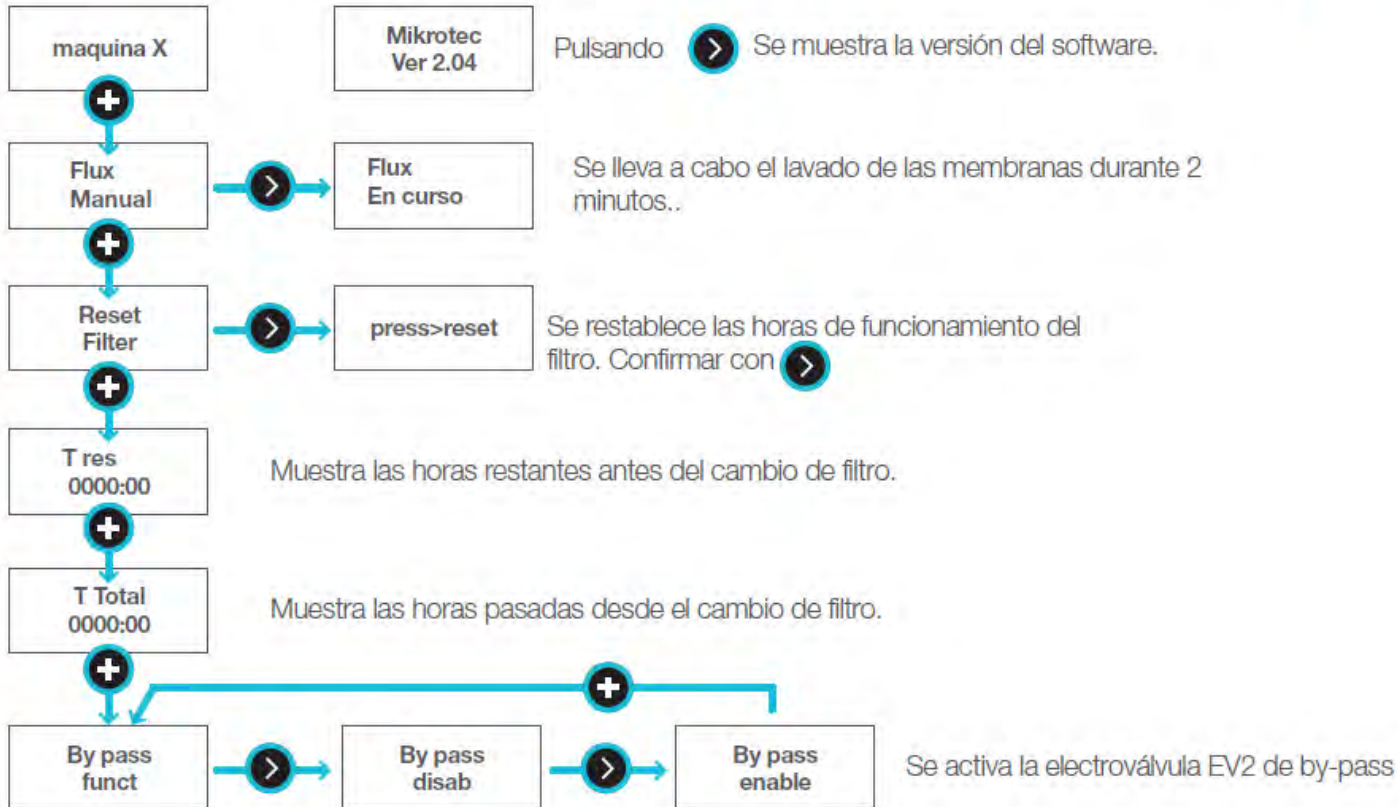 maquina X
Mikrotec
Ver 2.04
Pulsando
Se muestra la versión del software.
Flux
Manual
Flux
En curso
Se lleva a cabo el lavado de las membranas durante 2
minutos..
Reset
Filter
press>reset
Se restablece las horas de funcionamiento del
filtro. Confirmar con
T res
0000:00
Muestra las horas restantes antes del cambio de filtro.
T Total
0000:00
Muestra las horas pasadas desde el cambio de filtro.
By pass
funct
By pass
disab
By pass
enable
Se activa la electroválvula EV2 de by-pass